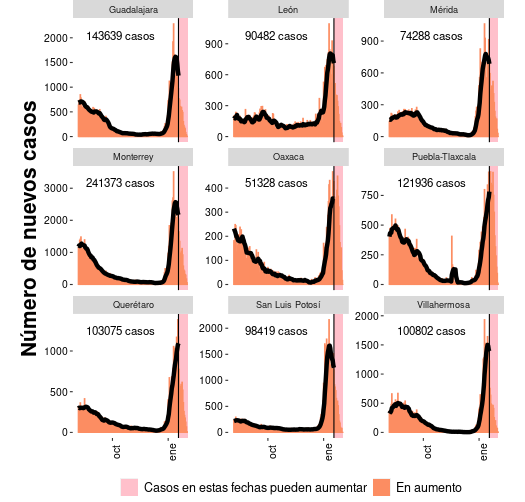 Número de nuevos casos
Guadalajara
León
Mérida
143639 casos
90482 casos
74288 casos
2000
1500
1000
500
0
900
600
300
0
900
600
300
0
Monterrey
Oaxaca
Puebla-Tlaxcala
241373 casos
51328 casos
121936 casos
3000
2000
1000
0
400
300
200
100
0
750
500
250
0
Querétaro
San Luis Potosí
Villahermosa
103075 casos
98419 casos
100802 casos
1000
500
0
2000
1500
1000
500
0
2000
1500
1000
500
0
oct
ene
oct
ene
oct
ene
Casos en estas fechas pueden aumentar
En aumento